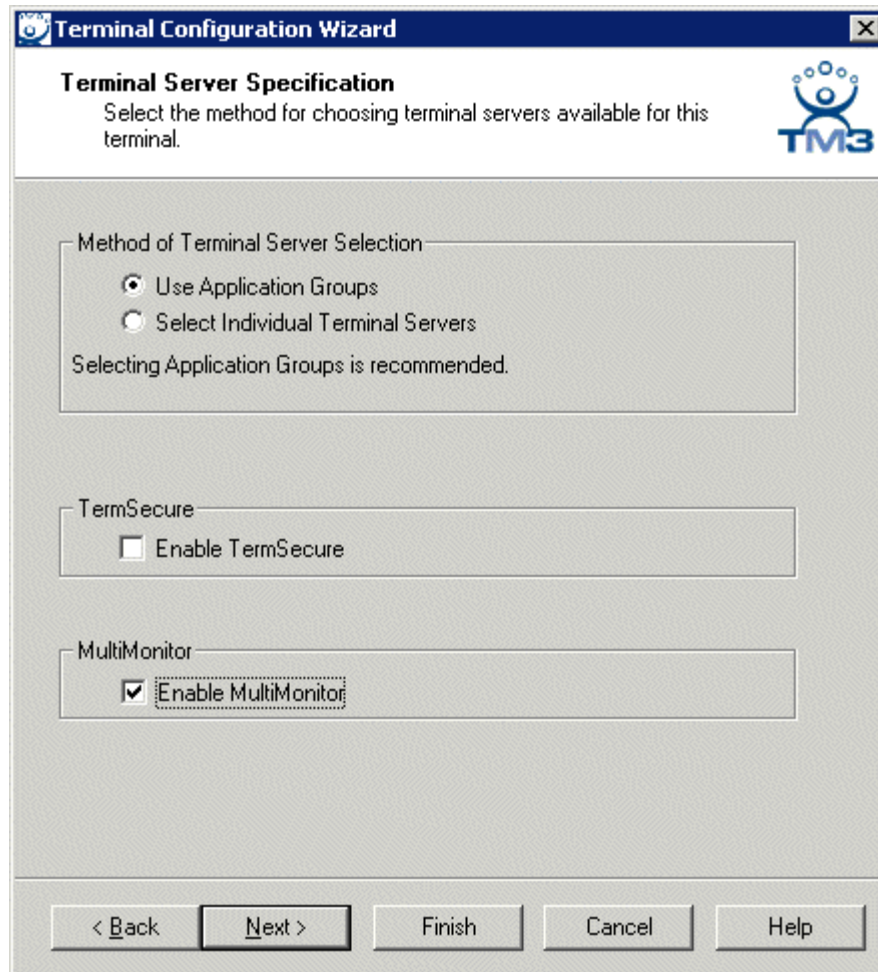 Terminal Configuration Wizard
Terminal Server Specification
Select the method for choosing terminal servers available for this
terminal.
TM3
Method of Terminal Server Selection
Use Application Groups
Select Individual Terminal Servers
Selecting Application Groups is recommended.
TermSecure
Enable TermSecure
MultiMonitor
Enable MultiMonitor
< Back Next > Finish Cancel Help